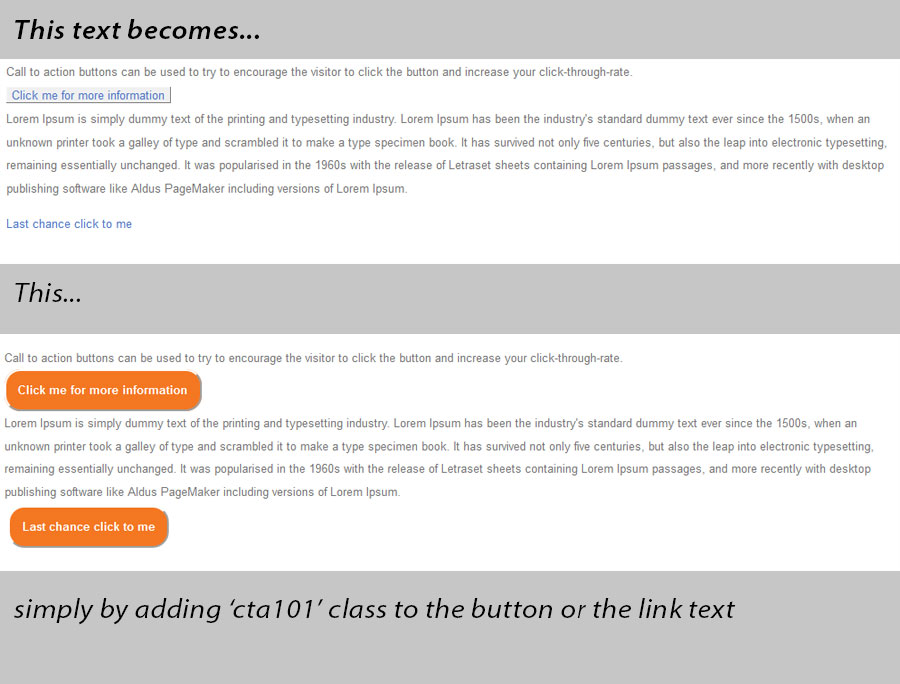 This text becomes...
Call to action buttons can be used to try to encourage the visitor to click the button and increase your click-through-rate.
Click me for more information
Lorem Ipsum is simply dummy text of the printing and typesetting industry. Lorem Ipsum has been the industry's standard dummy text ever since the 1500s, when an
unknown printer took a galley of type and scrambled it to make a type specimen book. It has survived not only five centuries, but also the leap into electronic typesetting,
remaining essentially unchanged. It was popularised in the 1960s with the release of Letraset sheets containing Lorem Ipsum passages, and more recently with desktop
publishing software like Aldus PageMaker including versions of Lorem Ipsum.
Last chance click to me
This...
Call to action buttons can be used to try to encourage the visitor to click the button and increase your click-through-rate.
Click me for more information
Lorem Ipsum is simply dummy text of the printing and typesetting industry. Lorem Ipsum has been the industry's standard dummy text ever since the 1500s, when an
unknown printer took a galley of type and scrambled it to make a type specimen book. It has survived not only five centuries, but also the leap into electronic typesetting,
remaining essentially unchanged. It was popularised in the 1960s with the release of Letraset sheets containing Lorem Ipsum passages, and more recently with desktop
publishing software like Aldus PageMaker including versions of Lorem Ipsum.
Last chance click to me
simply by adding ‘cta101’ class to the button or the link text